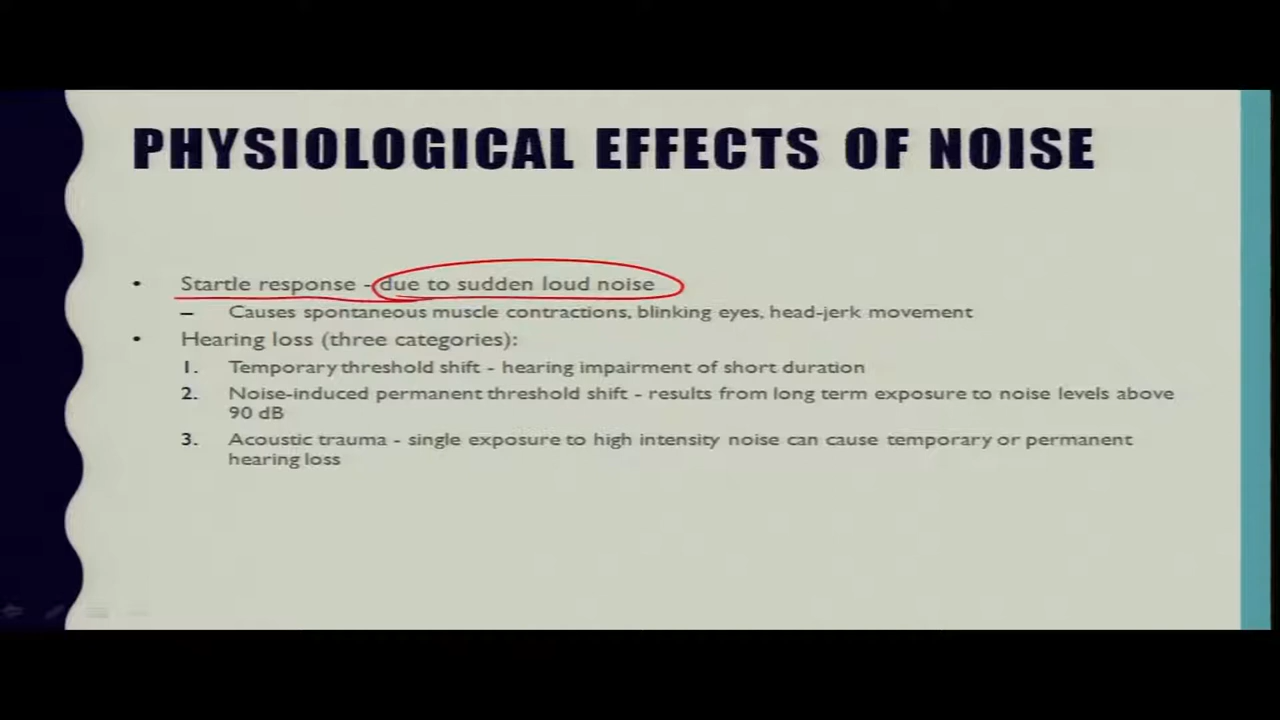 PHYSIOLOGICAL EFFECTS OF NOISE
• Startle response - due to sudden loud noise
– Causes spontaneous muscle contractions, blinking eyes, head-jerk movement
• Hearing loss (three categories):
1. Temporary threshold shift - hearing impairment of short duration
2. Noise-induced permanent threshold shift - results from long term exposure to noise levels above
90 dB
3. Acoustic trauma - single exposure to high intensity noise can cause temporary or permanent
hearing loss